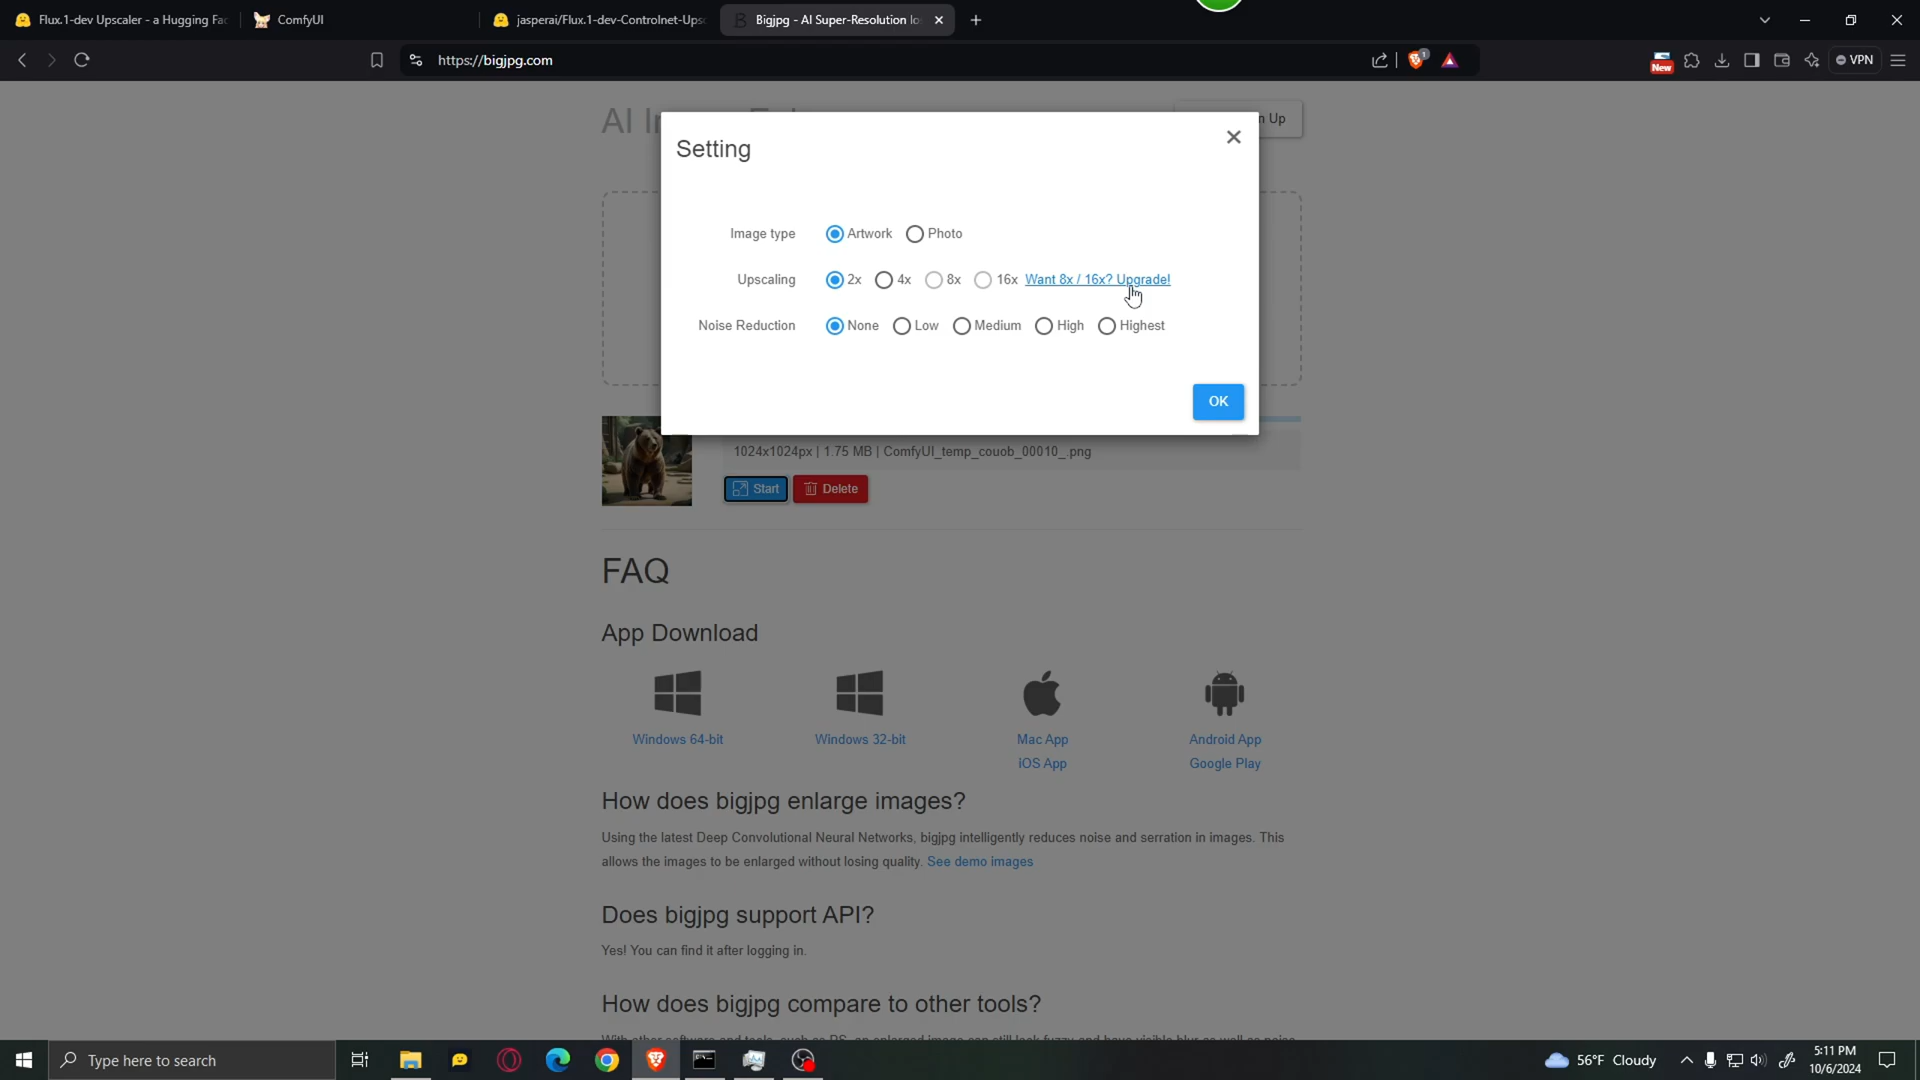 Flux.1-dev Upscaler - a Hugging Fac
ComfyUI
jasperai/Flux.1-dev-Controlnet-Ups
Bigjpg - AI Super-Resolution lo
https://bigjpg.com
1
New
VPN
AI
n Up
Setting
Image type
Artwork
Photo
Upscaling
2x
4x
8x
16x
Want 8x / 16x? Upgrade!
Noise Reduction
None
Low
Medium
High
Highest
OK
1024x1024px | 1.75 MB | ComfyUI_temp_couob_00010_.png
Start
Delete
FAQ
App Download
Windows 64-bit
Windows 32-bit
Mac App
Android App
iOS App
Google Play
How does bigjpg enlarge images?
Using the latest Deep Convolutional Neural Networks, bigjpg intelligently reduces noise and serration in images. This
allows the images to be enlarged without losing quality. See demo images
Does bigjpg support API?
Yes! You can find it after logging in.
How does bigjpg compare to other tools?
Type here to search
56°F Cloudy
5:11 PM
10/6/2024